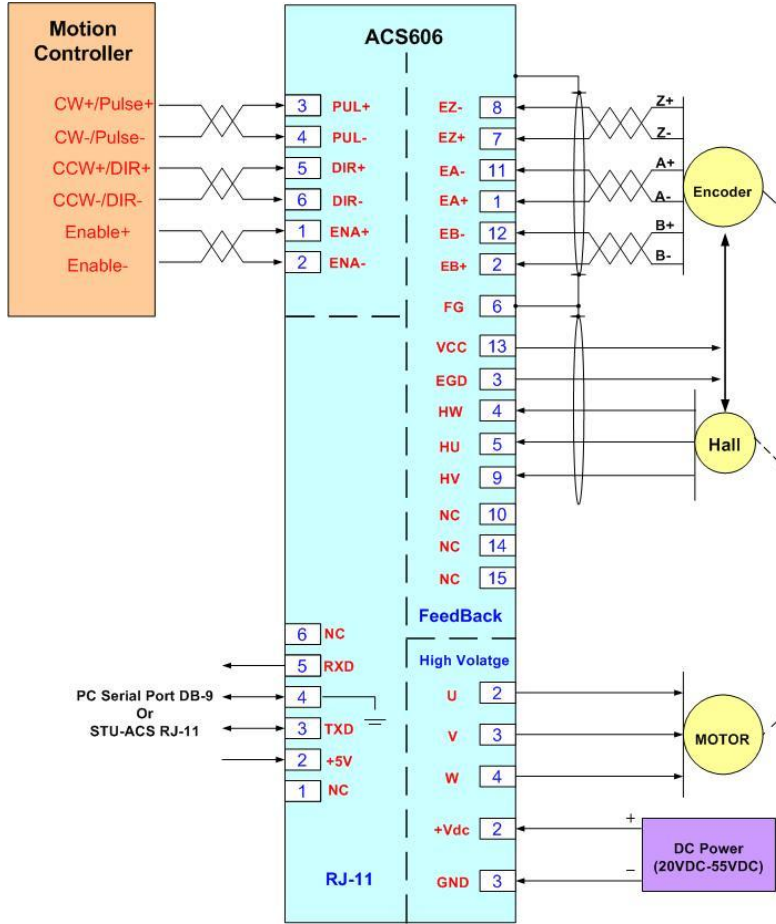 Motion
Controller
CW+/Pulse+
CW-/Pulse-
CCW+/DIR+
CCW-/DIR-
Enable+
Enable-
ACS606
3 PUL+
4 PUL-
5 DIR+
6 DIR-
1 ENA+
2 ENA-
EZ- 8
EZ+ 7
EA- 11
EA+ 1
EB- 12
EB+ 2
FG 6
VCC 13
EGD 3
HW 4
HU 5
HV 9
NC 10
NC 14
NC 15
FeedBack
Z+
Z-
A+
A-
B+
B-
Encoder
Hall
6 NC
5 RXD
4
3 TXD
2 +5V
1 NC
PC Serial Port DB-9
Or
STU-ACS RJ-11
RJ-11
High Volatge
U 2
V 3
W 4
+Vdc 2
GND 3
MOTOR
+
−
DC Power
(20VDC-55VDC)